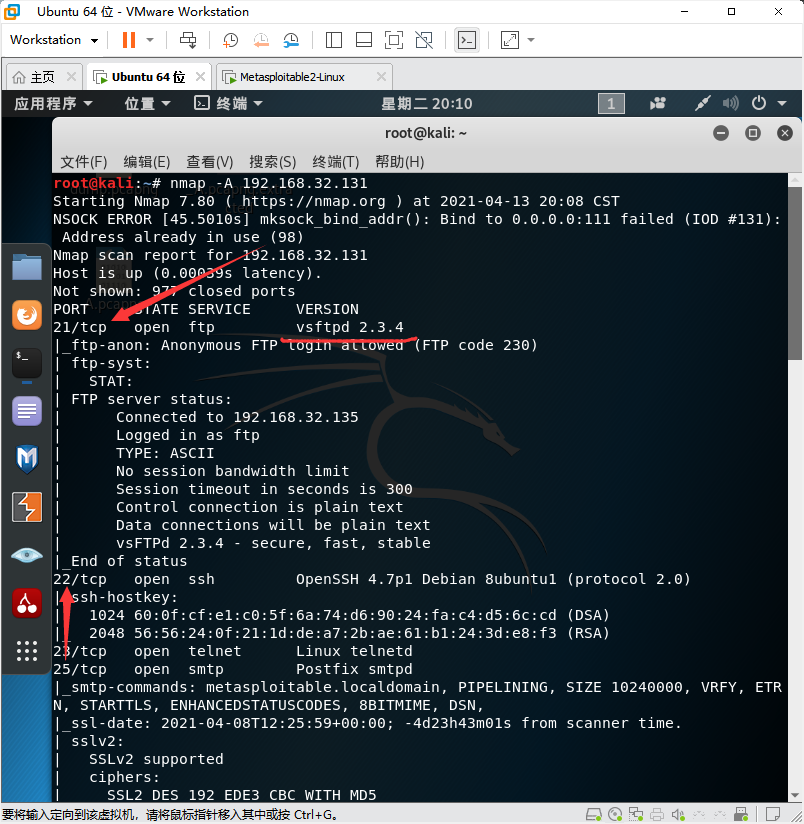 Ubuntu 64 位 - VMware Workstation
Workstation
主页
Ubuntu 64 位
Metasploitable2-Linux
应用程序 位置 终端 星期二 20:10 1
root@kali: ~
文件(F) 编辑(E) 查看(V) 搜索(S) 终端(T) 帮助(H)
root@kali:~# nmap -A 192.168.32.131
Starting Nmap 7.80 ( https://nmap.org ) at 2021-04-13 20:08 CST
NSOCK ERROR [45.5010s] mksock_bind_addr(): Bind to 0.0.0.0:111 failed (IOD #131):
Address already in use (98)
Nmap scan report for 192.168.32.131
Host is up (0.00039s latency).
Not shown: 977 closed ports
PORT STATE SERVICE VERSION
21/tcp open ftp vsftpd 2.3.4
|_ftp-anon: Anonymous FTP login allowed (FTP code 230)
| ftp-syst:
| STAT:
| FTP server status:
| Connected to 192.168.32.135
| Logged in as ftp
| TYPE: ASCII
| No session bandwidth limit
| Session timeout in seconds is 300
| Control connection is plain text
| Data connections will be plain text
| vsFTPd 2.3.4 - secure, fast, stable
|_End of status
22/tcp open ssh OpenSSH 4.7p1 Debian 8ubuntu1 (protocol 2.0)
| ssh-hostkey:
| 1024 60:0f:cf:e1:c0:5f:6a:74:d6:90:24:fa:c4:d5:6c:cd (DSA)
|_ 2048 56:56:24:0f:21:1d:de:a7:2b:ae:61:b1:24:3d:e8:f3 (RSA)
23/tcp open telnet Linux telnetd
25/tcp open smtp Postfix smtpd
|_smtp-commands: metasploitable.localdomain, PIPELINING, SIZE 10240000, VRFY, ETR
N, STARTTLS, ENHANCEDSTATUSCODES, 8BITMIME, DSN,
|_ssl-date: 2021-04-08T12:25:59+00:00; -4d23h43m01s from scanner time.
| sslv2:
| SSLv2 supported
| ciphers:
| SSL2_DES_192_EDE3_CBC_WITH_MD5
要将输入定向到该虚拟机，请将鼠标指针移入其中或按 Ctrl+G。